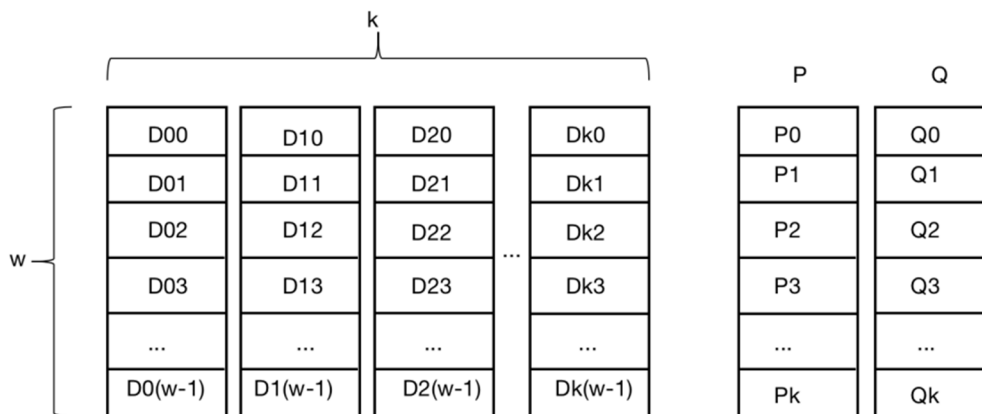 k
P Q
D00 D10 D20 Dk0 P0 Q0
D01 D11 D21 Dk1 P1 Q1
D02 D12 D22 Dk2 P2 Q2
w ...
D03 D13 D23 Dk3 P3 Q3
... ... ... ... ... ...
D0(w-1) D1(w-1) D2(w-1) Dk(w-1) Pk Qk